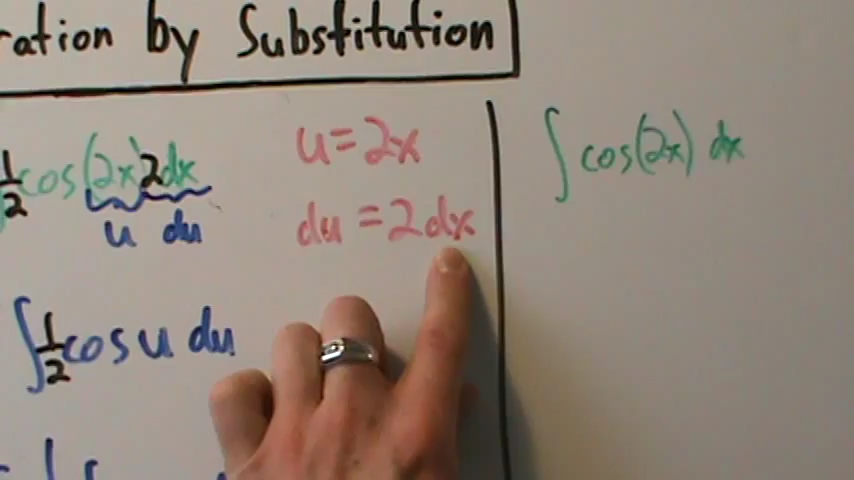 ration by Substitution
1/2 cos(2x) 2dx
u du
u=2x
du=2dx
∫1/2 cos u du
∫cos(2x) dx